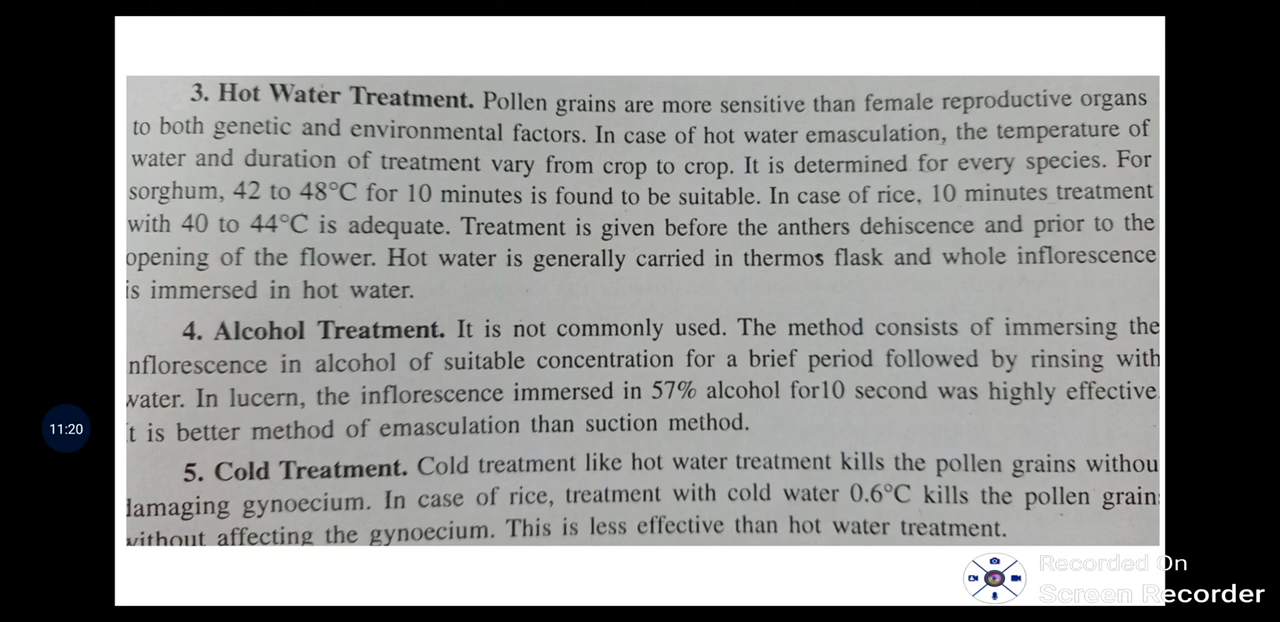 3. Hot Water Treatment. Pollen grains are more sensitive than female reproductive organs
to both genetic and environmental factors. In case of hot water emasculation, the temperature of
water and duration of treatment vary from crop to crop. It is determined for every species. For
sorghum, 42 to 48°C for 10 minutes is found to be suitable. In case of rice, 10 minutes treatment
with 40 to 44°C is adequate. Treatment is given before the anthers dehiscence and prior to the
opening of the flower. Hot water is generally carried in thermos flask and whole inflorescence
is immersed in hot water.
4. Alcohol Treatment. It is not commonly used. The method consists of immersing the
nflorescence in alcohol of suitable concentration for a brief period followed by rinsing with
water. In lucern, the inflorescence immersed in 57% alcohol for10 second was highly effective.
t is better method of emasculation than suction method.
5. Cold Treatment. Cold treatment like hot water treatment kills the pollen grains withou
damaging gynoecium. In case of rice, treatment with cold water 0.6°C kills the pollen grain
without affecting the gynoecium. This is less effective than hot water treatment.
11:20
Recorded On
Screen Recorder